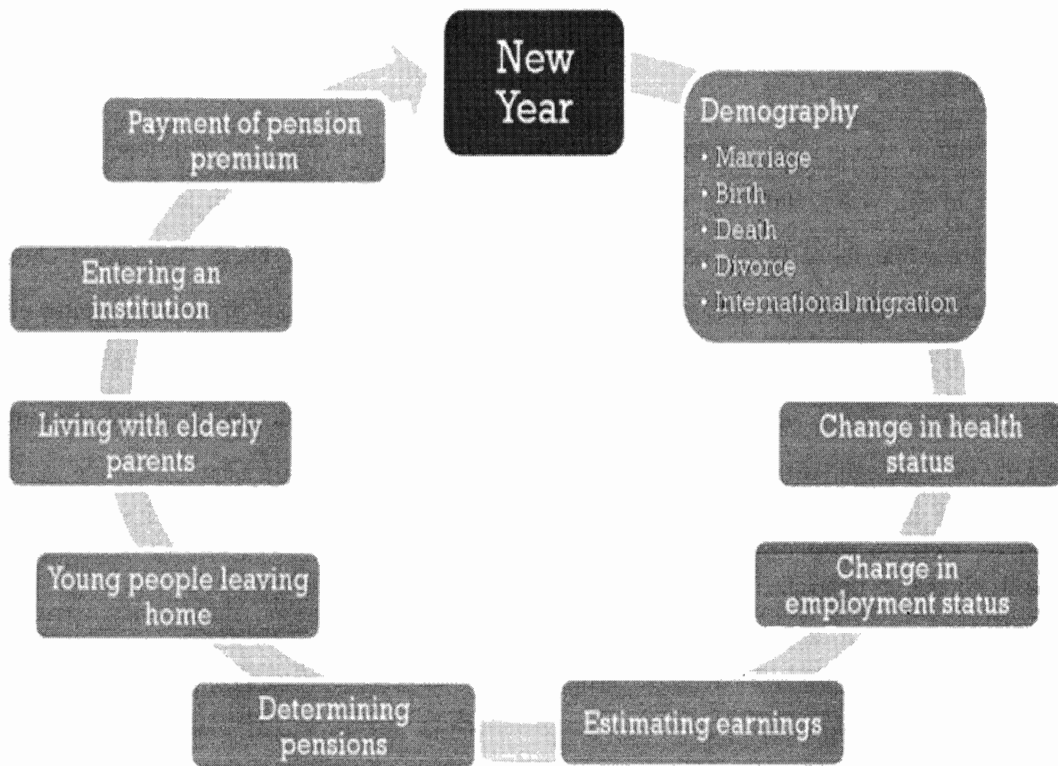 New
Year
Demography
• Marriage
• Birth
• Death
• Divorce
• International migration
Change in health
status
Change in
employment status
Estimating earnings
Determining
pensions
Young people leaving
home
Living with elderly
parents
Entering an
institution
Payment of pension
premium